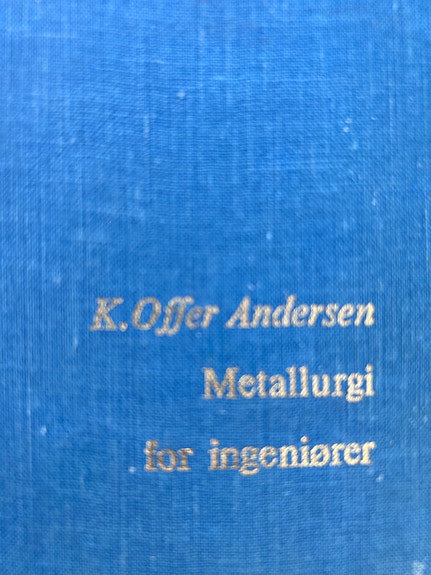 K.Offer Andersen
Metallurgi
for ingeniører